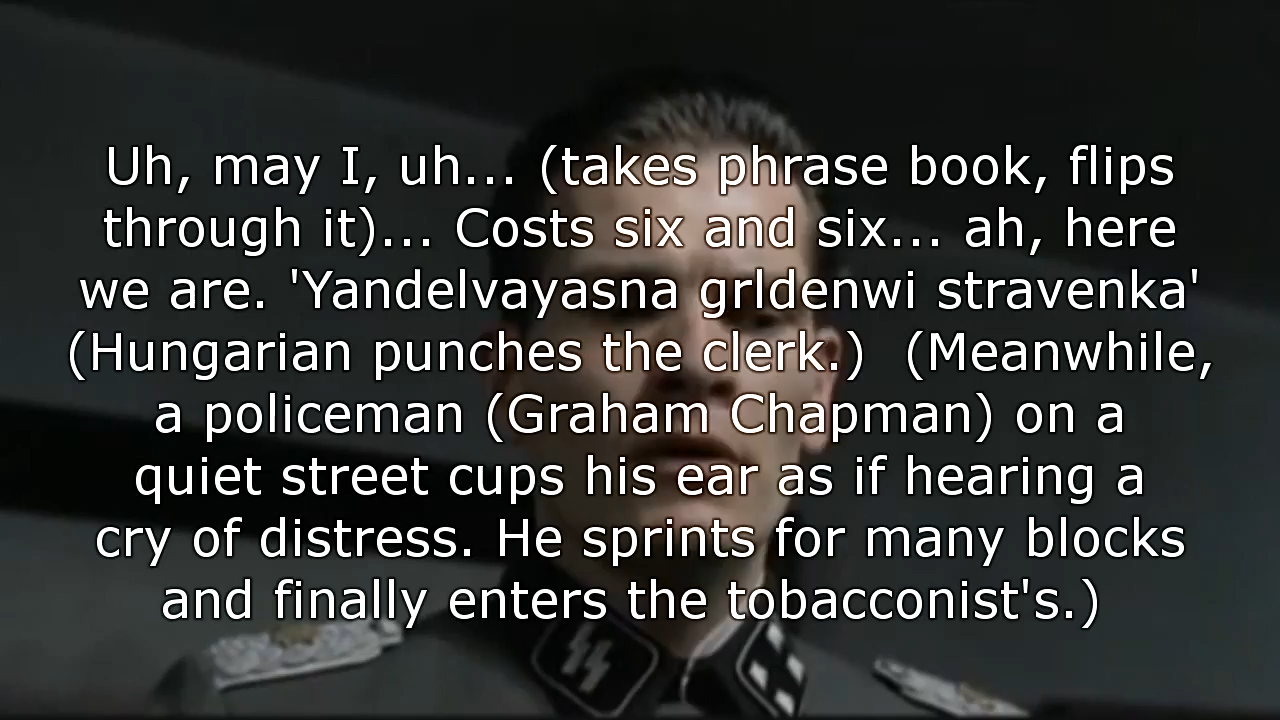 Uh, may I, uh... (takes phrase book, flips
through it)... Costs six and six... ah, here
we are. 'Yandelvayasna grldenwi stravenka'
(Hungarian punches the clerk.)  (Meanwhile,
a policeman (Graham Chapman) on a
quiet street cups his ear as if hearing a
cry of distress. He sprints for many blocks
and finally enters the tobacconist's.)